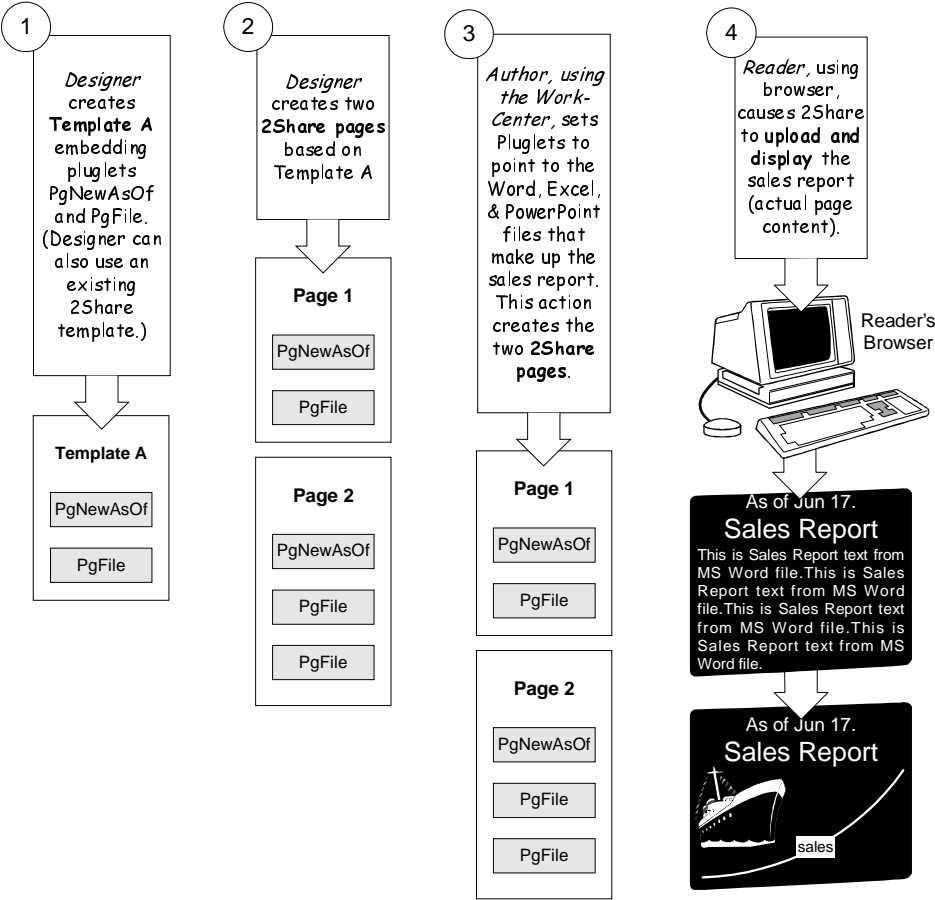 1
Designer
creates
Template A
embedding
pluglets
PgNewAsOf
and PgFile.
(Designer can
also use an
existing
2Share
template.)
Template A
PgNewAsOf
PgFile
2
Designer
creates two
2Share pages
based on
Template A
Page 1
PgNewAsOf
PgFile
Page 2
PgNewAsOf
PgFile
PgFile
3
Author, using
the Work-
Center, sets
Pluglets to
point to the
Word, Excel,
& PowerPoint
files that
make up the
sales report.
This action
creates the
two 2Share
pages.
Page 1
PgNewAsOf
PgFile
Page 2
PgNewAsOf
PgFile
PgFile
4
Reader, using
browser,
causes 2Share
to upload and
display the
sales report
(actual page
content).
Reader's
Browser
As of Jun 17.
Sales Report
This is Sales Report text from
MS Word file.This is Sales
Report text from MS Word
file.This is Sales Report text
from MS Word file.This is
Sales Report text from MS
Word file.
As of Jun 17.
Sales Report
sales